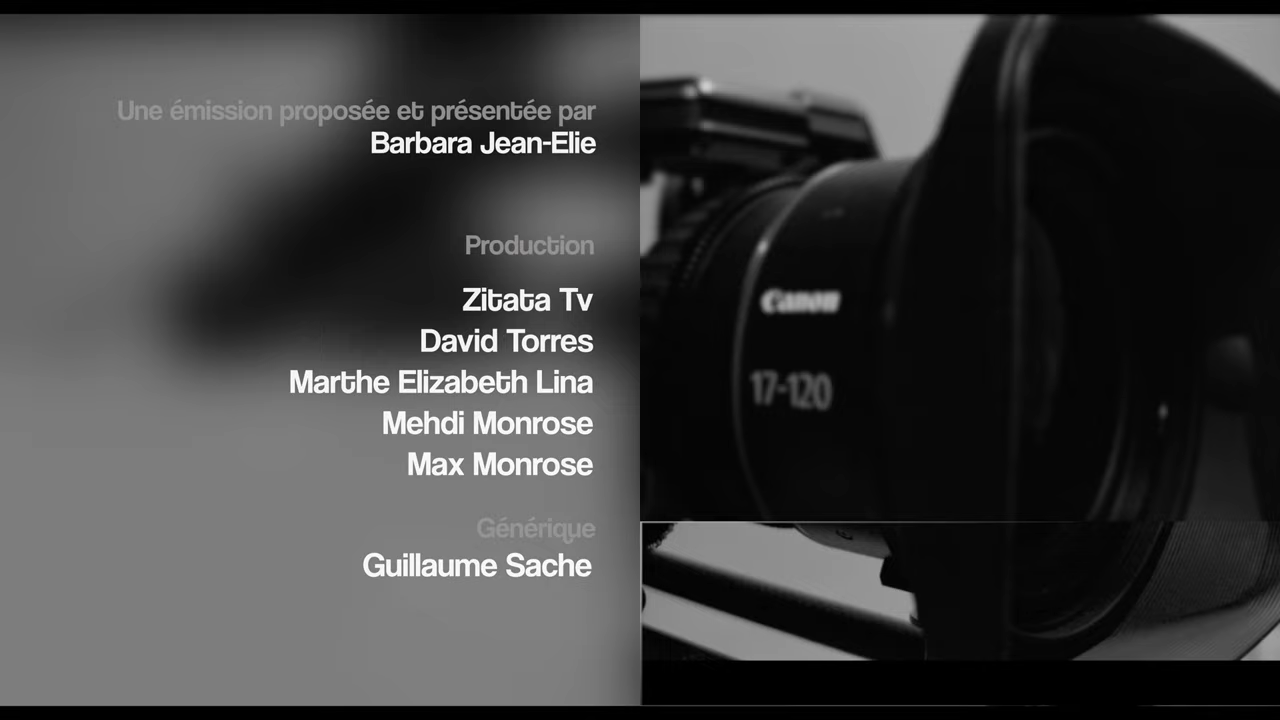 Une émission proposée et présentée par
Barbara Jean-Elie
Production
Zitata Tv
David Torres
Marthe Elizabeth Lina
Mehdi Monrose
Max Monrose
Générique
Guillaume Sache
Canon
17-120